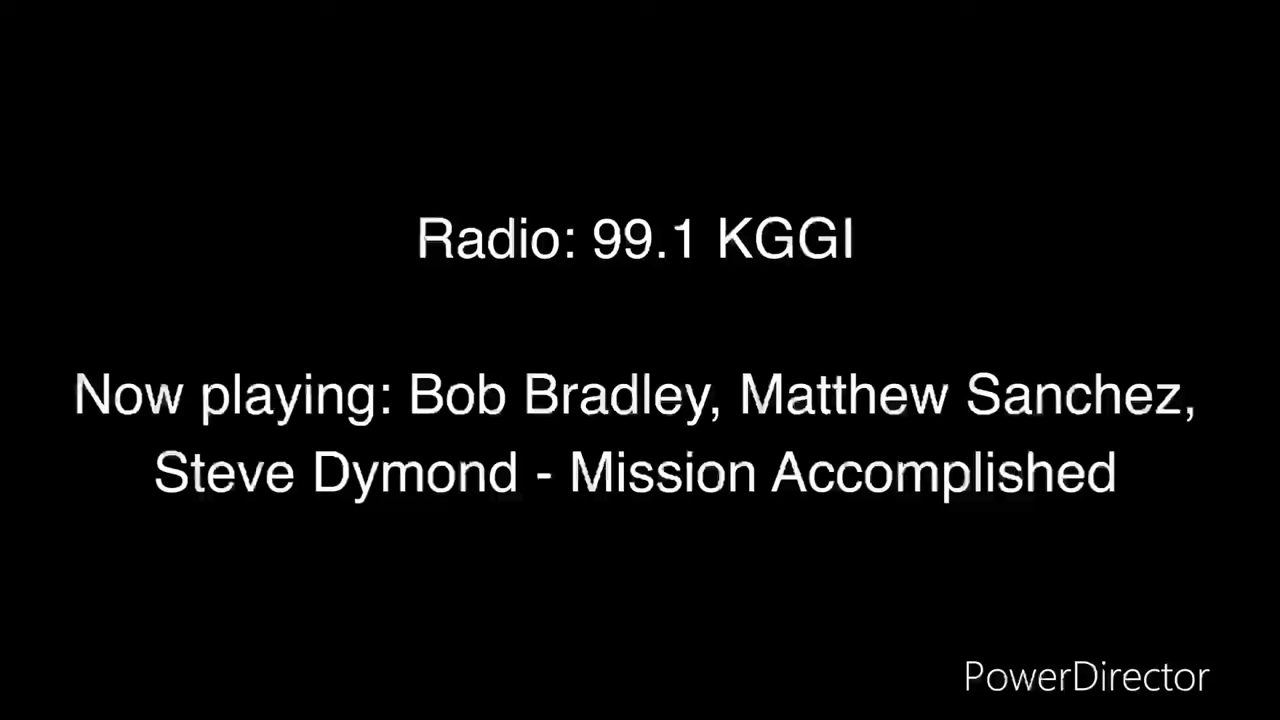 Radio: 99.1 KGGI
Now playing: Bob Bradley, Matthew Sanchez,
Steve Dymond - Mission Accomplished
PowerDirector